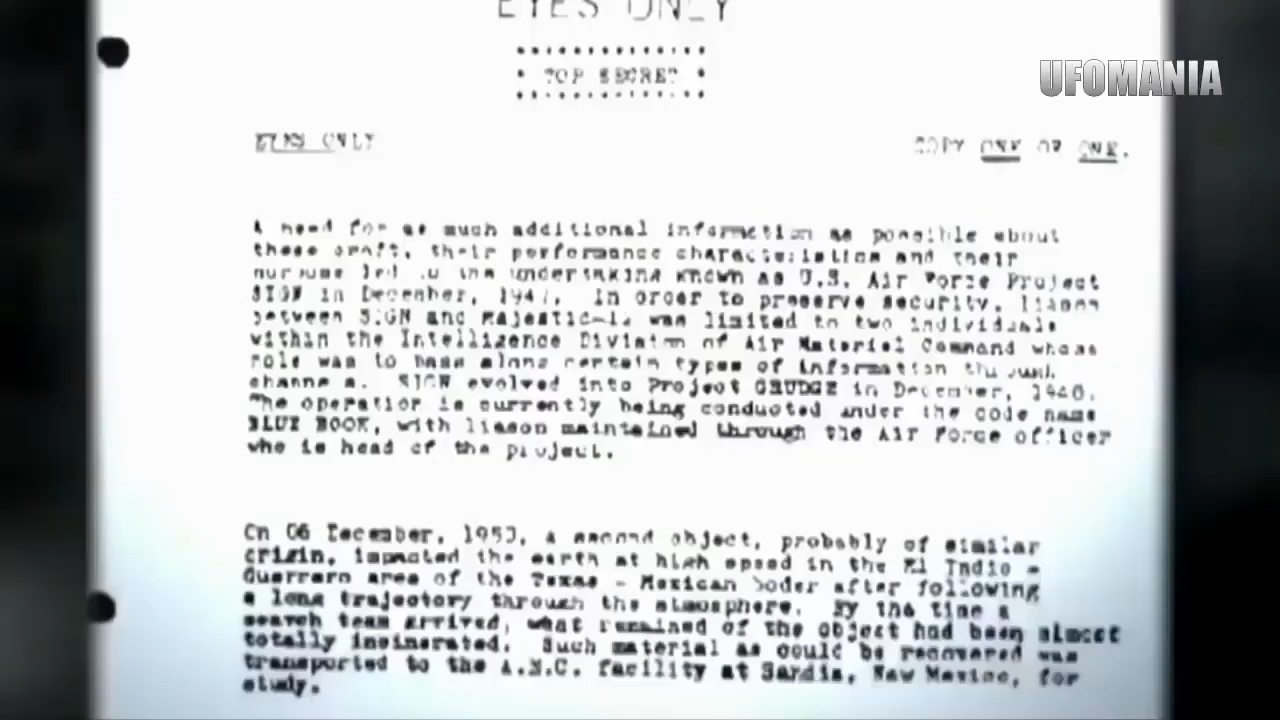 EYES ONLY
TOP SECRET
UFOMANIA
EYES ONLY
COPY ONE OF ONE.
A need for as much additional information as possible about
these craft, their performance characteristics and their
purpose led to the undertaking known as U.S. Air Force Project
SIGN in December, 1947. In order to preserve security, liason
between SIGN and Majestic-12 was limited to two individuals
within the Intelligence Division of Air Materiel Command whose
role was to pass along certain types of information through
channels. SIGN evolved into Project GRUDGE in December, 1948.
The operation is currently being conducted under the code name
BLUE BOOK, with liason maintained through the Air Force officer
who is head of the project.
On 06 December, 1950, a second object, probably of similar
origin, impacted the earth at high speed in the El Indio -
Guerrero area of the Texas - Mexican boder after following
a long trajectory through the atmosphere. By the time a
search team arrived, what remained of the object had been almost
totally incinerated. Such material as could be recovered was
transported to the A.E.C. facility at Sandia, New Mexico, for
study.